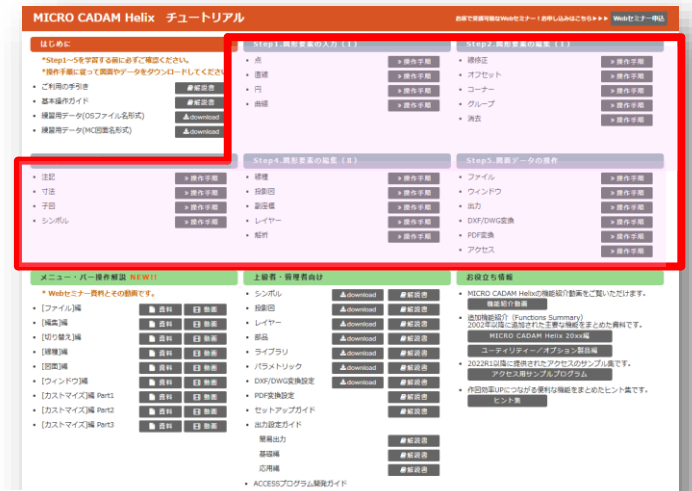 MICRO CADAM Helix チュートリアル
お席で受講可能なWebセミナー!お申し込みはこちら▶▶▶ Webセミナー申込
はじめに
*Step1~5を学習する前に必ずご確認ください。
*操作手順に従って図面やデータをダウンロードしてください
・ ご利用の手引き 解説書
・ 基本操作ガイド 解説書
・ 練習用データ(OSファイル名形式) download
・ 練習用データ(MC図面名形式) download
Step1.図形要素の入力(I)
・ 点 » 操作手順
・ 直線 » 操作手順
・ 円 » 操作手順
・ 曲線 » 操作手順
Step2.図形要素の編集(I)
・ 線修正 » 操作手順
・ オフセット » 操作手順
・ コーナー » 操作手順
・ グループ » 操作手順
・ 消去 » 操作手順
・ 注記 » 操作手順
・ 寸法 » 操作手順
・ 子図 » 操作手順
・ シンボル » 操作手順
Step4.図形要素の編集(II)
・ 線種 » 操作手順
・ 投影図 » 操作手順
・ 副座標 » 操作手順
・ レイヤー » 操作手順
・ 解析 » 操作手順
Step5.図面データの操作
・ ファイル » 操作手順
・ ウィンドウ » 操作手順
・ 出力 » 操作手順
・ DXF/DWG変換 » 操作手順
・ PDF変換 » 操作手順
・ アクセス » 操作手順
メニュー・バー操作解説 NEW!!
* Webセミナー資料とその動画です。
・ [ファイル]編 資料 動画
・ [編集]編 資料 動画
・ [切り替え]編 資料 動画
・ [線種]編 資料 動画
・ [図面]編 資料 動画
・ [ウィンドウ]編 資料 動画
・ [カスタマイズ]編 Part1 資料 動画
・ [カスタマイズ]編 Part2 資料 動画
・ [カスタマイズ]編 Part3 資料 動画
上級者・管理者向け
・ シンボル download 解説書
・ 投影図 download 解説書
・ レイヤー download 解説書
・ 部品 download 解説書
・ ライブラリ download 解説書
・ パラメトリック download 解説書
・ DXF/DWG変換設定 download 解説書
・ PDF変換設定 解説書
・ セットアップガイド 解説書
・ 出力設定ガイド
簡易出力 解説書
基礎編 解説書
応用編 解説書
・ ACCESSプログラム開発ガイド
お役立ち情報
・ MICRO CADAM Helixの機能紹介動画をご覧いただけます。
機能紹介動画
・ 追加機能紹介 (Functions Summary)
2002年以降に追加された主要な機能をまとめた資料です。
MICRO CADAM Helix 20xx編
ユーティリティー/オプション製品編
・ 2022R1以降に提供されたアクセスのサンプル集です。
アクセス用サンプルプログラム
・ 作図効率UPにつながる便利な機能をまとめたヒント集です。
ヒント集